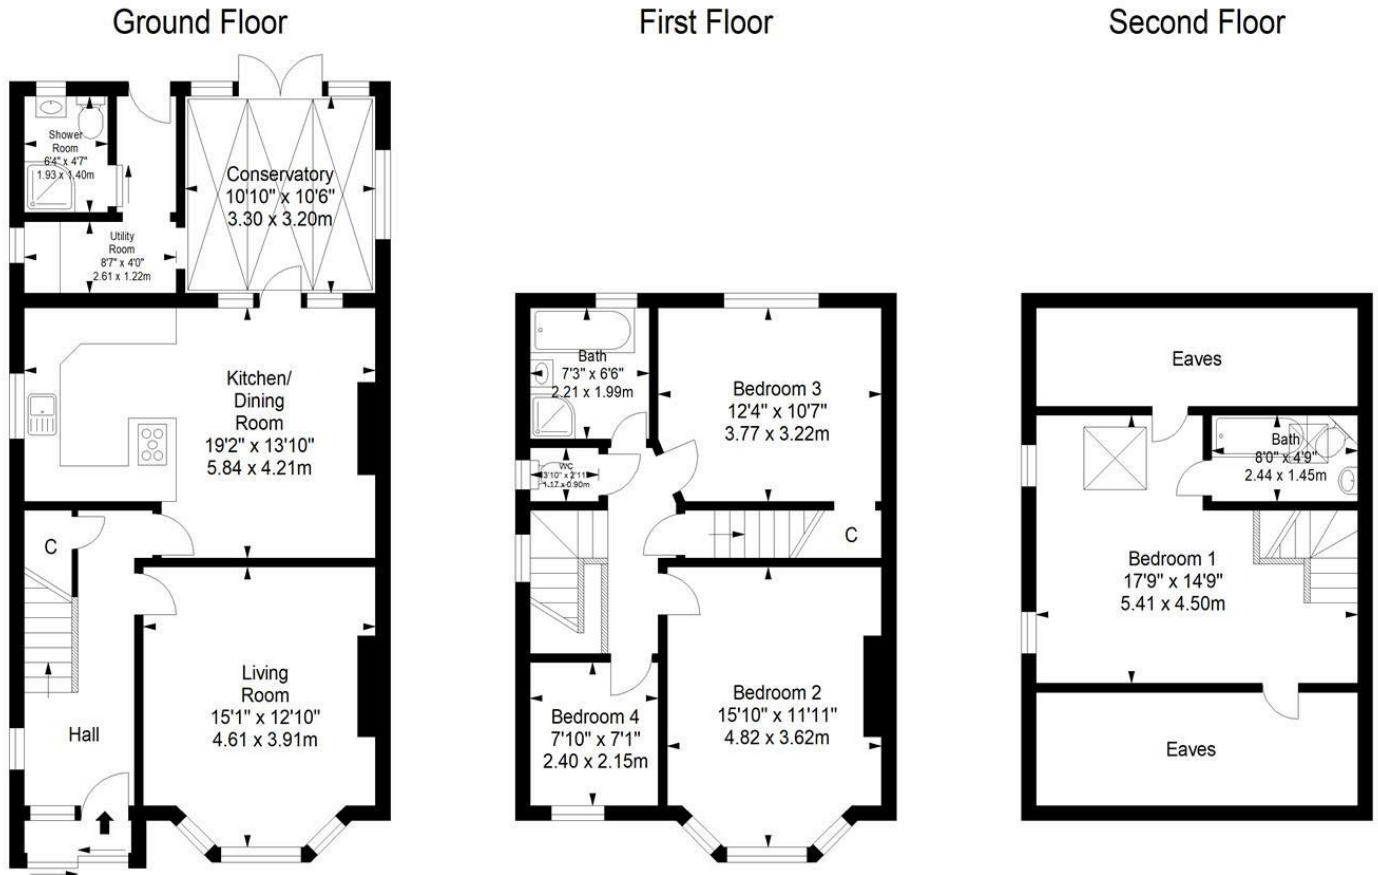 Ground Floor
First Floor
Second Floor
Shower
Room
6'4" x 4'7"
1.93 x 1.40m
Conservatory
10'10" x 10'6"
3.30 x 3.20m
Utility
Room
8'7" x 4'0"
2.61 x 1.22m
Kitchen/
Dining
Room
19'2" x 13'10"
5.84 x 4.21m
C
Living
Room
15'1" x 12'10"
4.61 x 3.91m
Hall
Bath
7'3" x 6'6"
2.21 x 1.99m
Bedroom 3
12'4" x 10'7"
3.77 x 3.22m
WC
3'10" x 2'11"
C
Bedroom 2
15'10" x 11'11"
4.82 x 3.62m
Bedroom 4
7'10" x 7'1"
2.40 x 2.15m
Eaves
Bath
8'0" x 4'9"
2.44 x 1.45m
Bedroom 1
17'9" x 14'9"
5.41 x 4.50m
Eaves